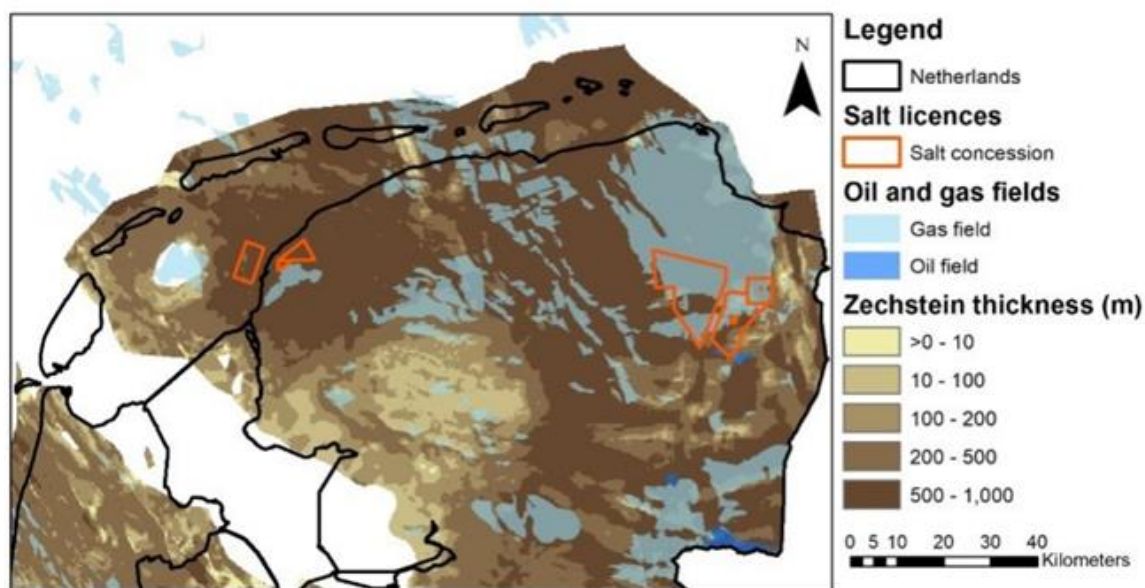 N
Legend
Netherlands
Salt licences
Salt concession
Oil and gas fields
Gas field
Oil field
Zechstein thickness (m)
>0 - 10
10 - 100
100 - 200
200 - 500
500 - 1,000
0 5 10 20 30 40
Kilometers